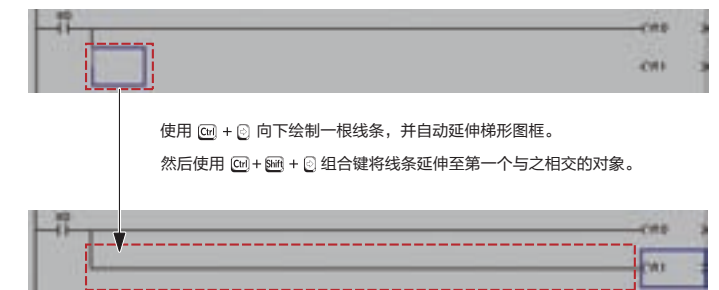 使用 Ctrl + 向下绘制一根线条，并自动延伸梯形图框。
然后使用 Ctrl + Shift + 组合键将线条延伸至第一个与之相交的对象。